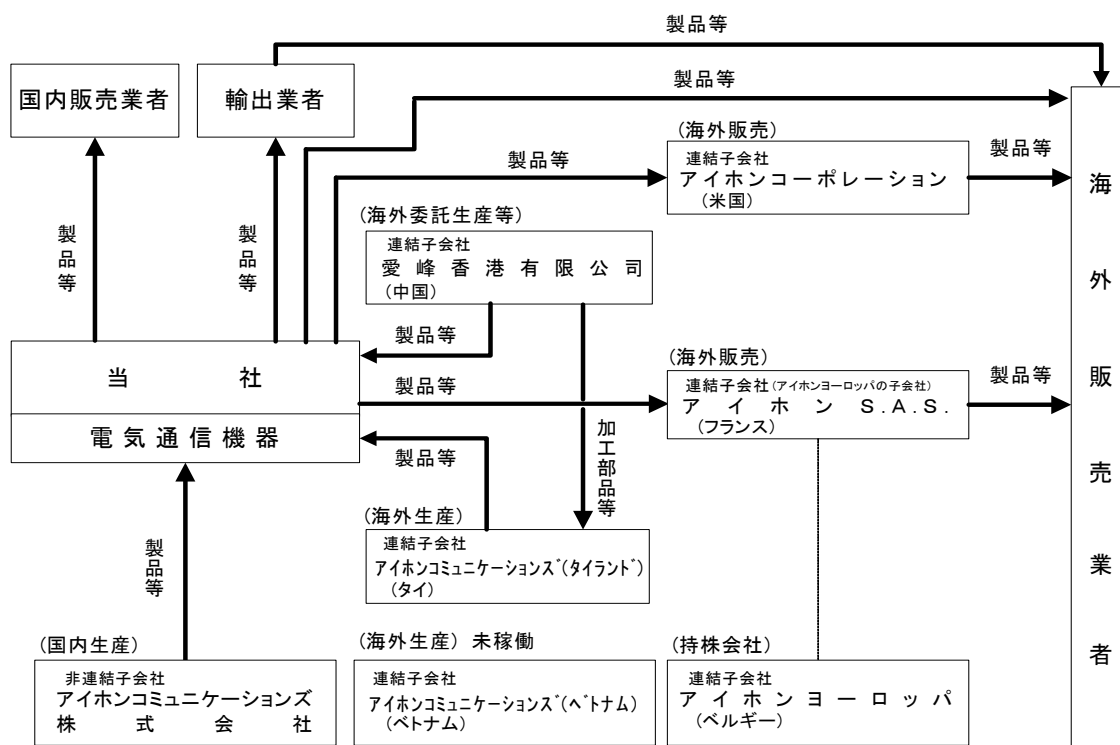 製品等
国内販売業者
輸出業者
製品等
(海外販売)
連結子会社
アイホンコーポレーション
(米国)
製品等
製品等
海外販売業者
製品等
製品等
(海外委託生産等)
連結子会社
愛峰香港有限公司
(中国)
製品等
当社
電気通信機器
製品等
(海外販売)
連結子会社(アイホンヨーロッパの子会社)
アイホンS.A.S.
(フランス)
製品等
製品等
加工部品等
(海外生産)
連結子会社
アイホンコミュニケーションズ(タイランド)
(タイ)
製品等
(国内生産)
非連結子会社
アイホンコミュニケーションズ
株式会社
(海外生産) 未稼働
連結子会社
アイホンコミュニケーションズ(ベトナム)
(ベトナム)
(持株会社)
連結子会社
アイホンヨーロッパ
(ベルギー)